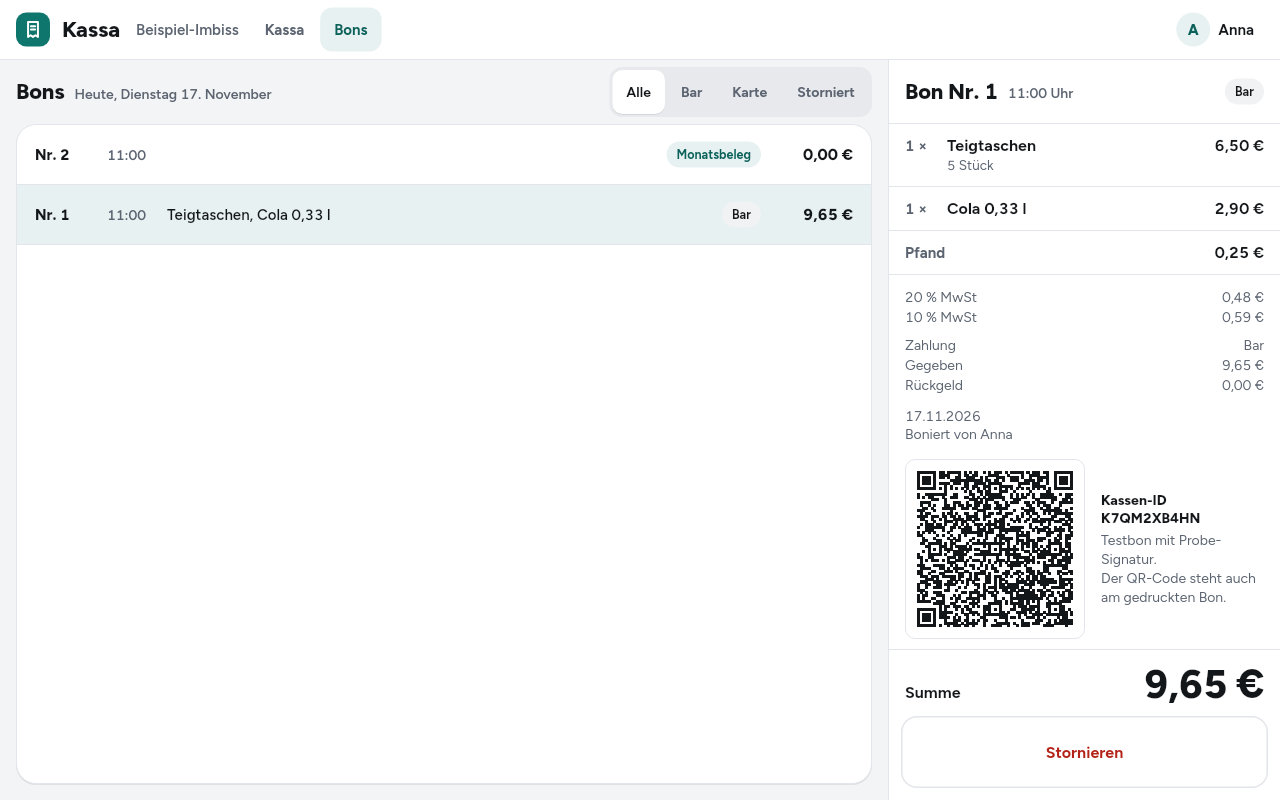 Kassa Beispiel-Imbiss Kassa Bons A Anna
Bons Heute, Dienstag 17. November Alle Bar Karte Storniert
Nr. 2 11:00 Monatsbeleg 0,00 €
Nr. 1 11:00 Teigtaschen, Cola 0,33 l Bar 9,65 €
Bon Nr. 1 11:00 Uhr Bar
1 × Teigtaschen 6,50 €
5 Stück
1 × Cola 0,33 l 2,90 €
Pfand 0,25 €
20 % MwSt 0,48 €
10 % MwSt 0,59 €
Zahlung Bar
Gegeben 9,65 €
Rückgeld 0,00 €
17.11.2026
Boniert von Anna
Kassen-ID
K7QM2XB4HN
Testbon mit Probe-
Signatur.
Der QR-Code steht auch
am gedruckten Bon.
Summe 9,65 €
Stornieren